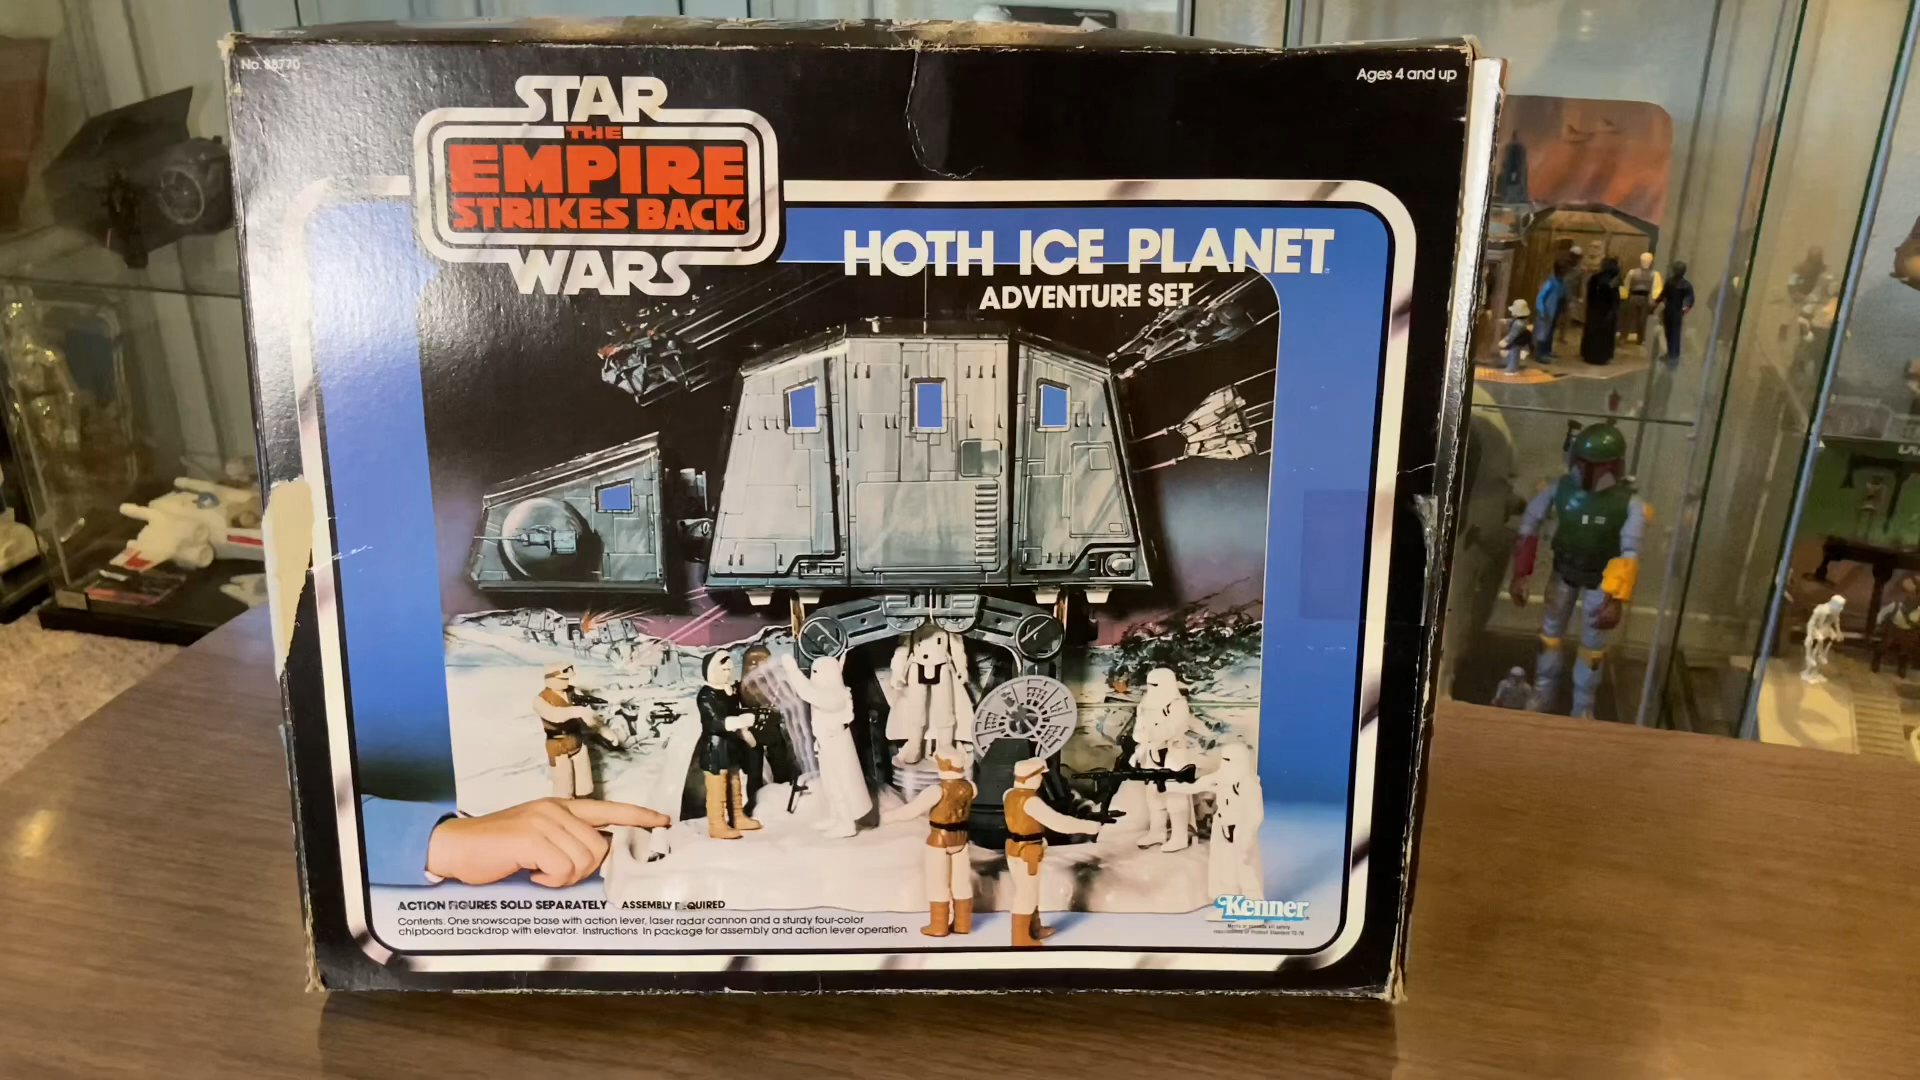 No. 38770
Ages 4 and up
STAR
THE
EMPIRE
STRIKES BACK
WARS
HOTH ICE PLANET
ADVENTURE SET
ACTION FIGURES SOLD SEPARATELY ASSEMBLY REQUIRED
Contents: One snowscape base with action lever, laser radar cannon and a sturdy four-color
chipboard backdrop with elevator. Instructions in package for assembly and action lever operation.
Kenner